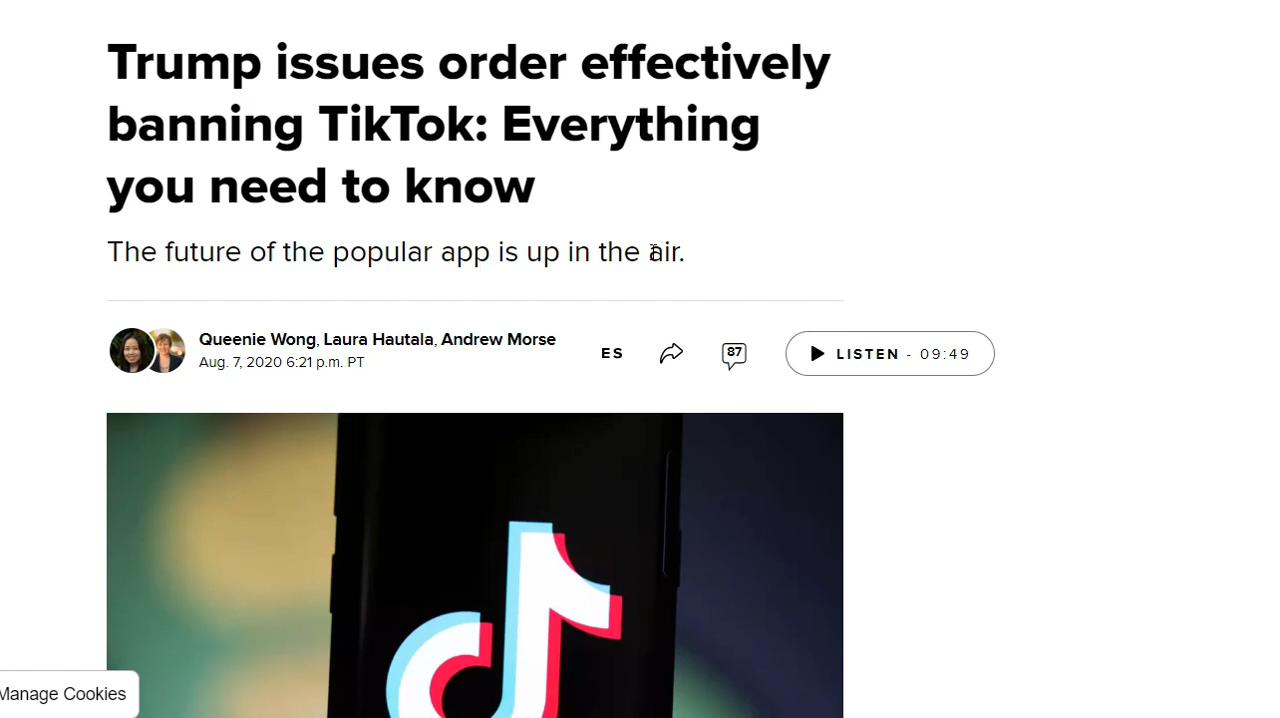 Trump issues order effectively
banning TikTok: Everything
you need to know
The future of the popular app is up in the air.
Queenie Wong, Laura Hautala, Andrew Morse
Aug. 7, 2020 6:21 p.m. PT
ES
87
LISTEN - 09:49
Manage Cookies